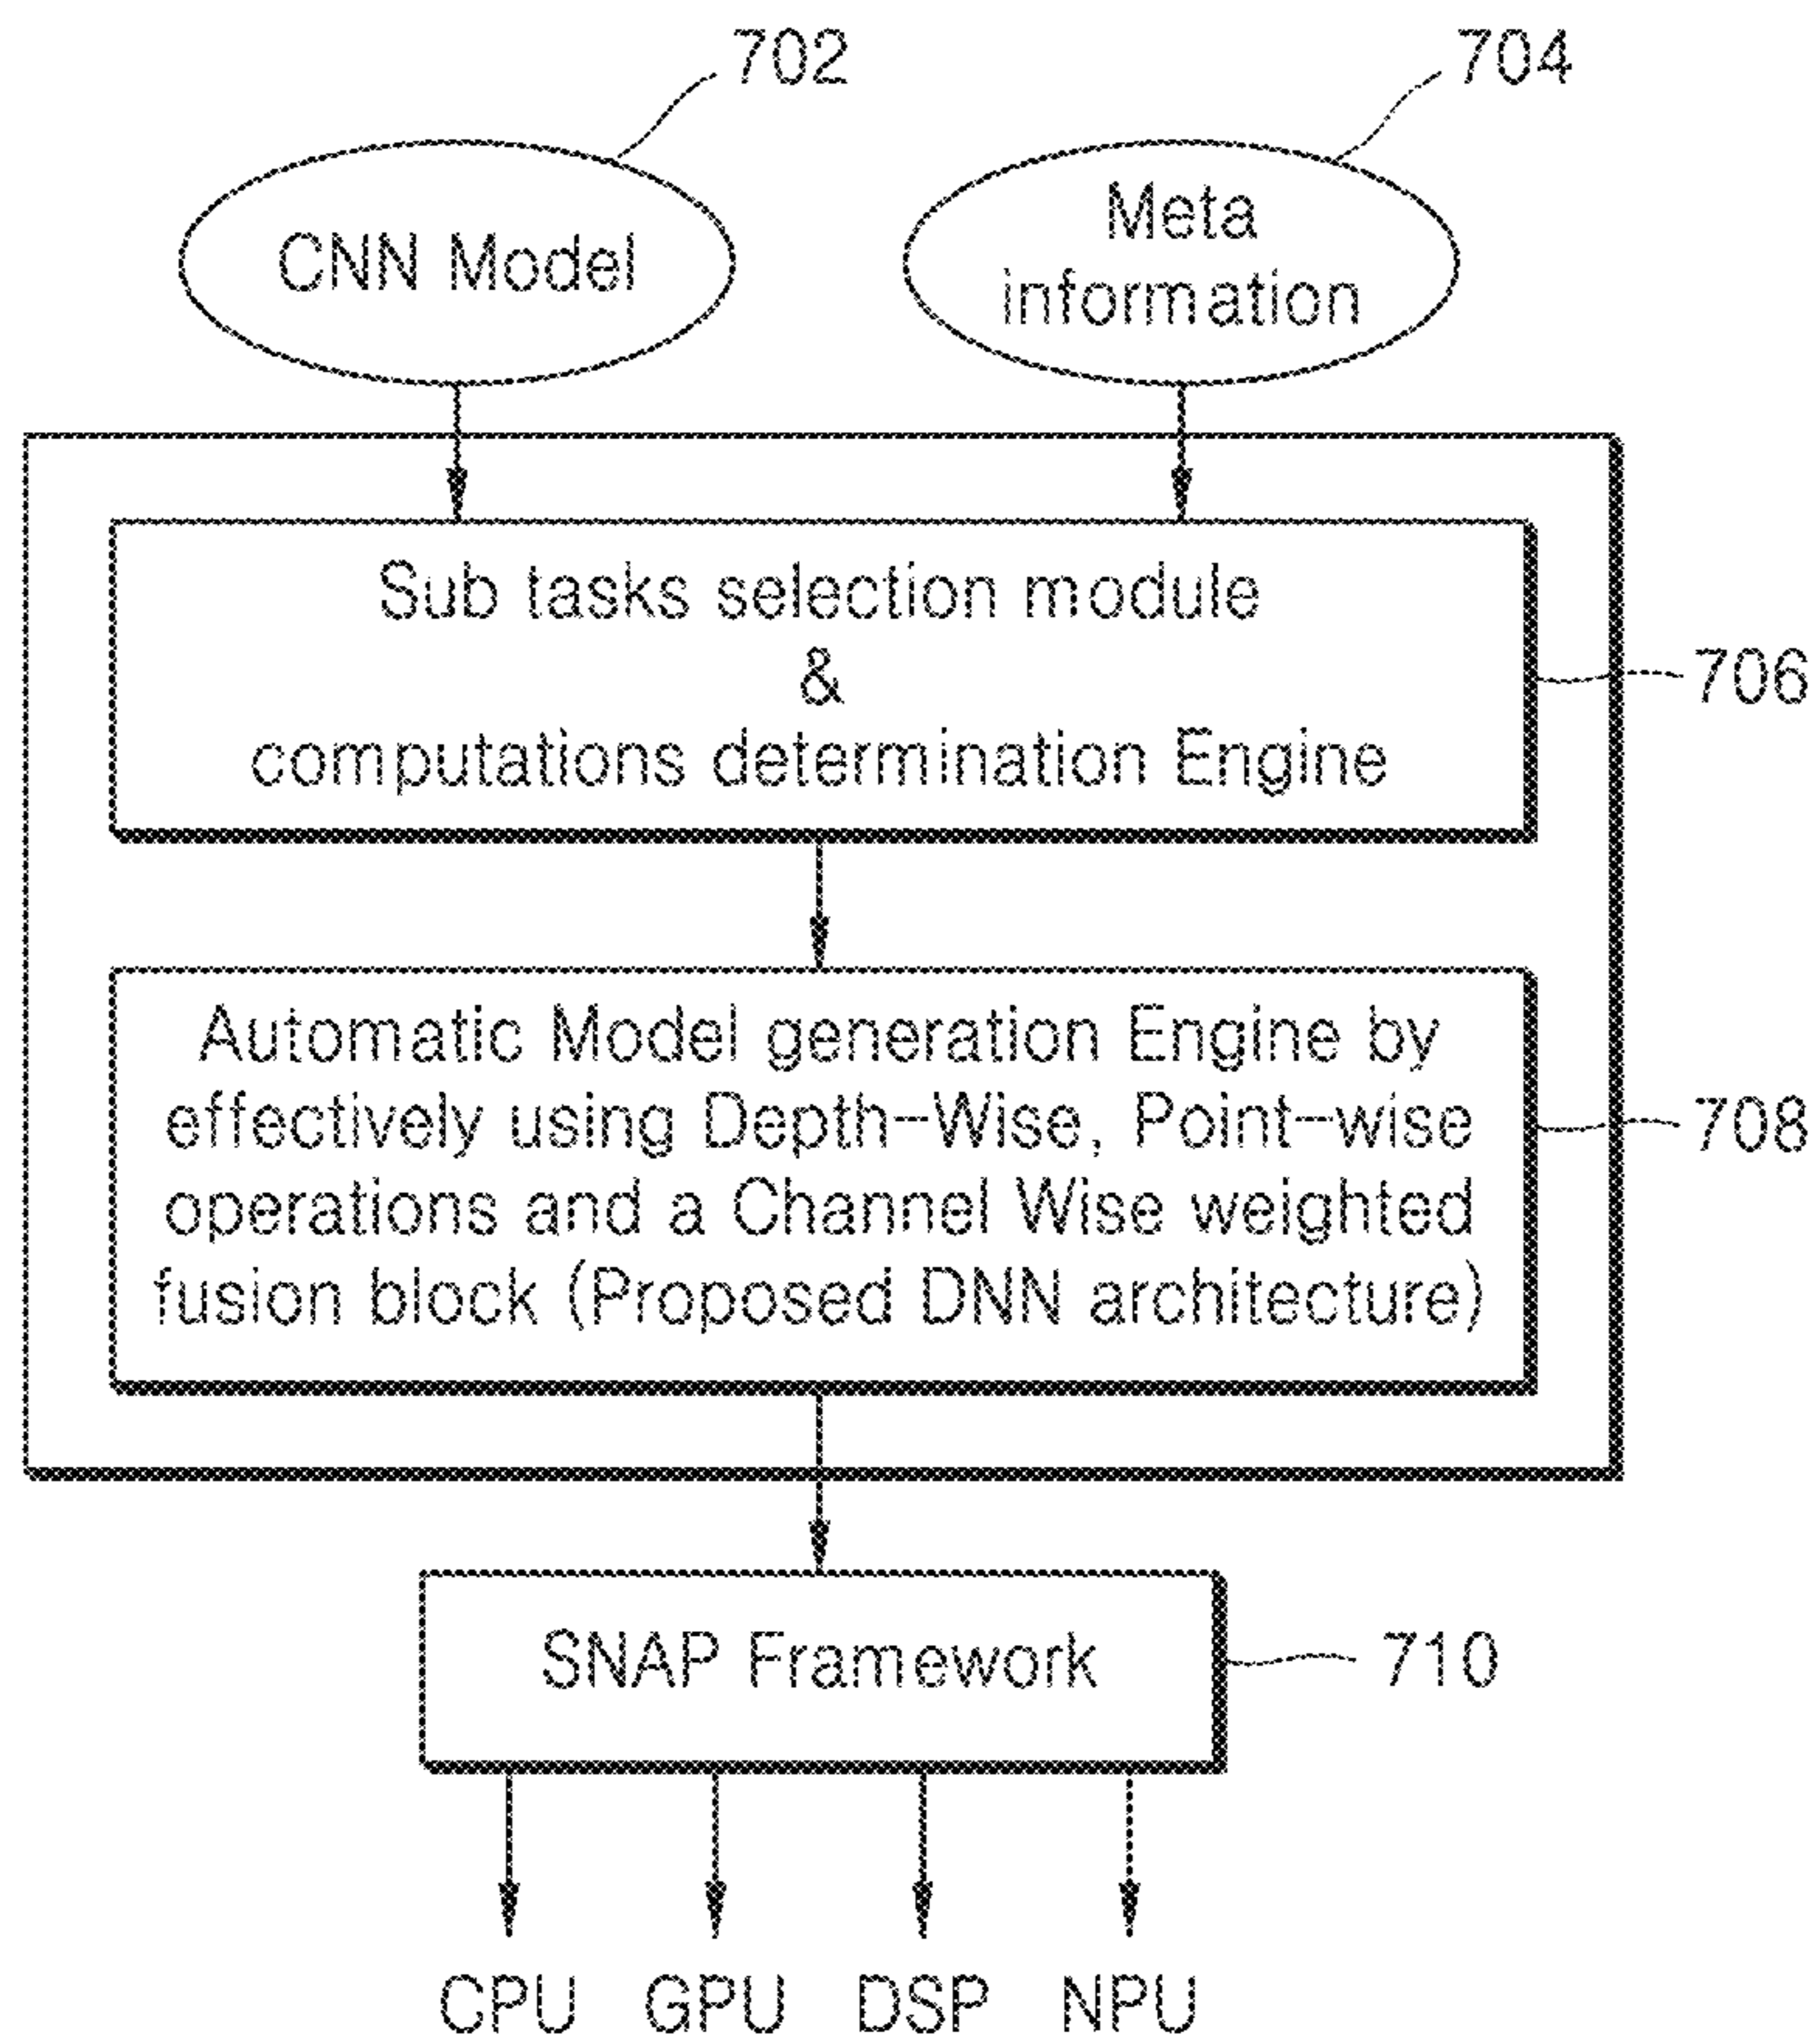 702
704
CNN Model
Meta
information
Sub tasks selection module
&
computations determination Engine
706
Automatic Model generation Engine by
effectively using Depth-Wise, Point-wise
operations and a Channel Wise weighted
fusion block (Proposed DNN architecture)
708
SNAP Framework
710
CPU GPU DSP NPU